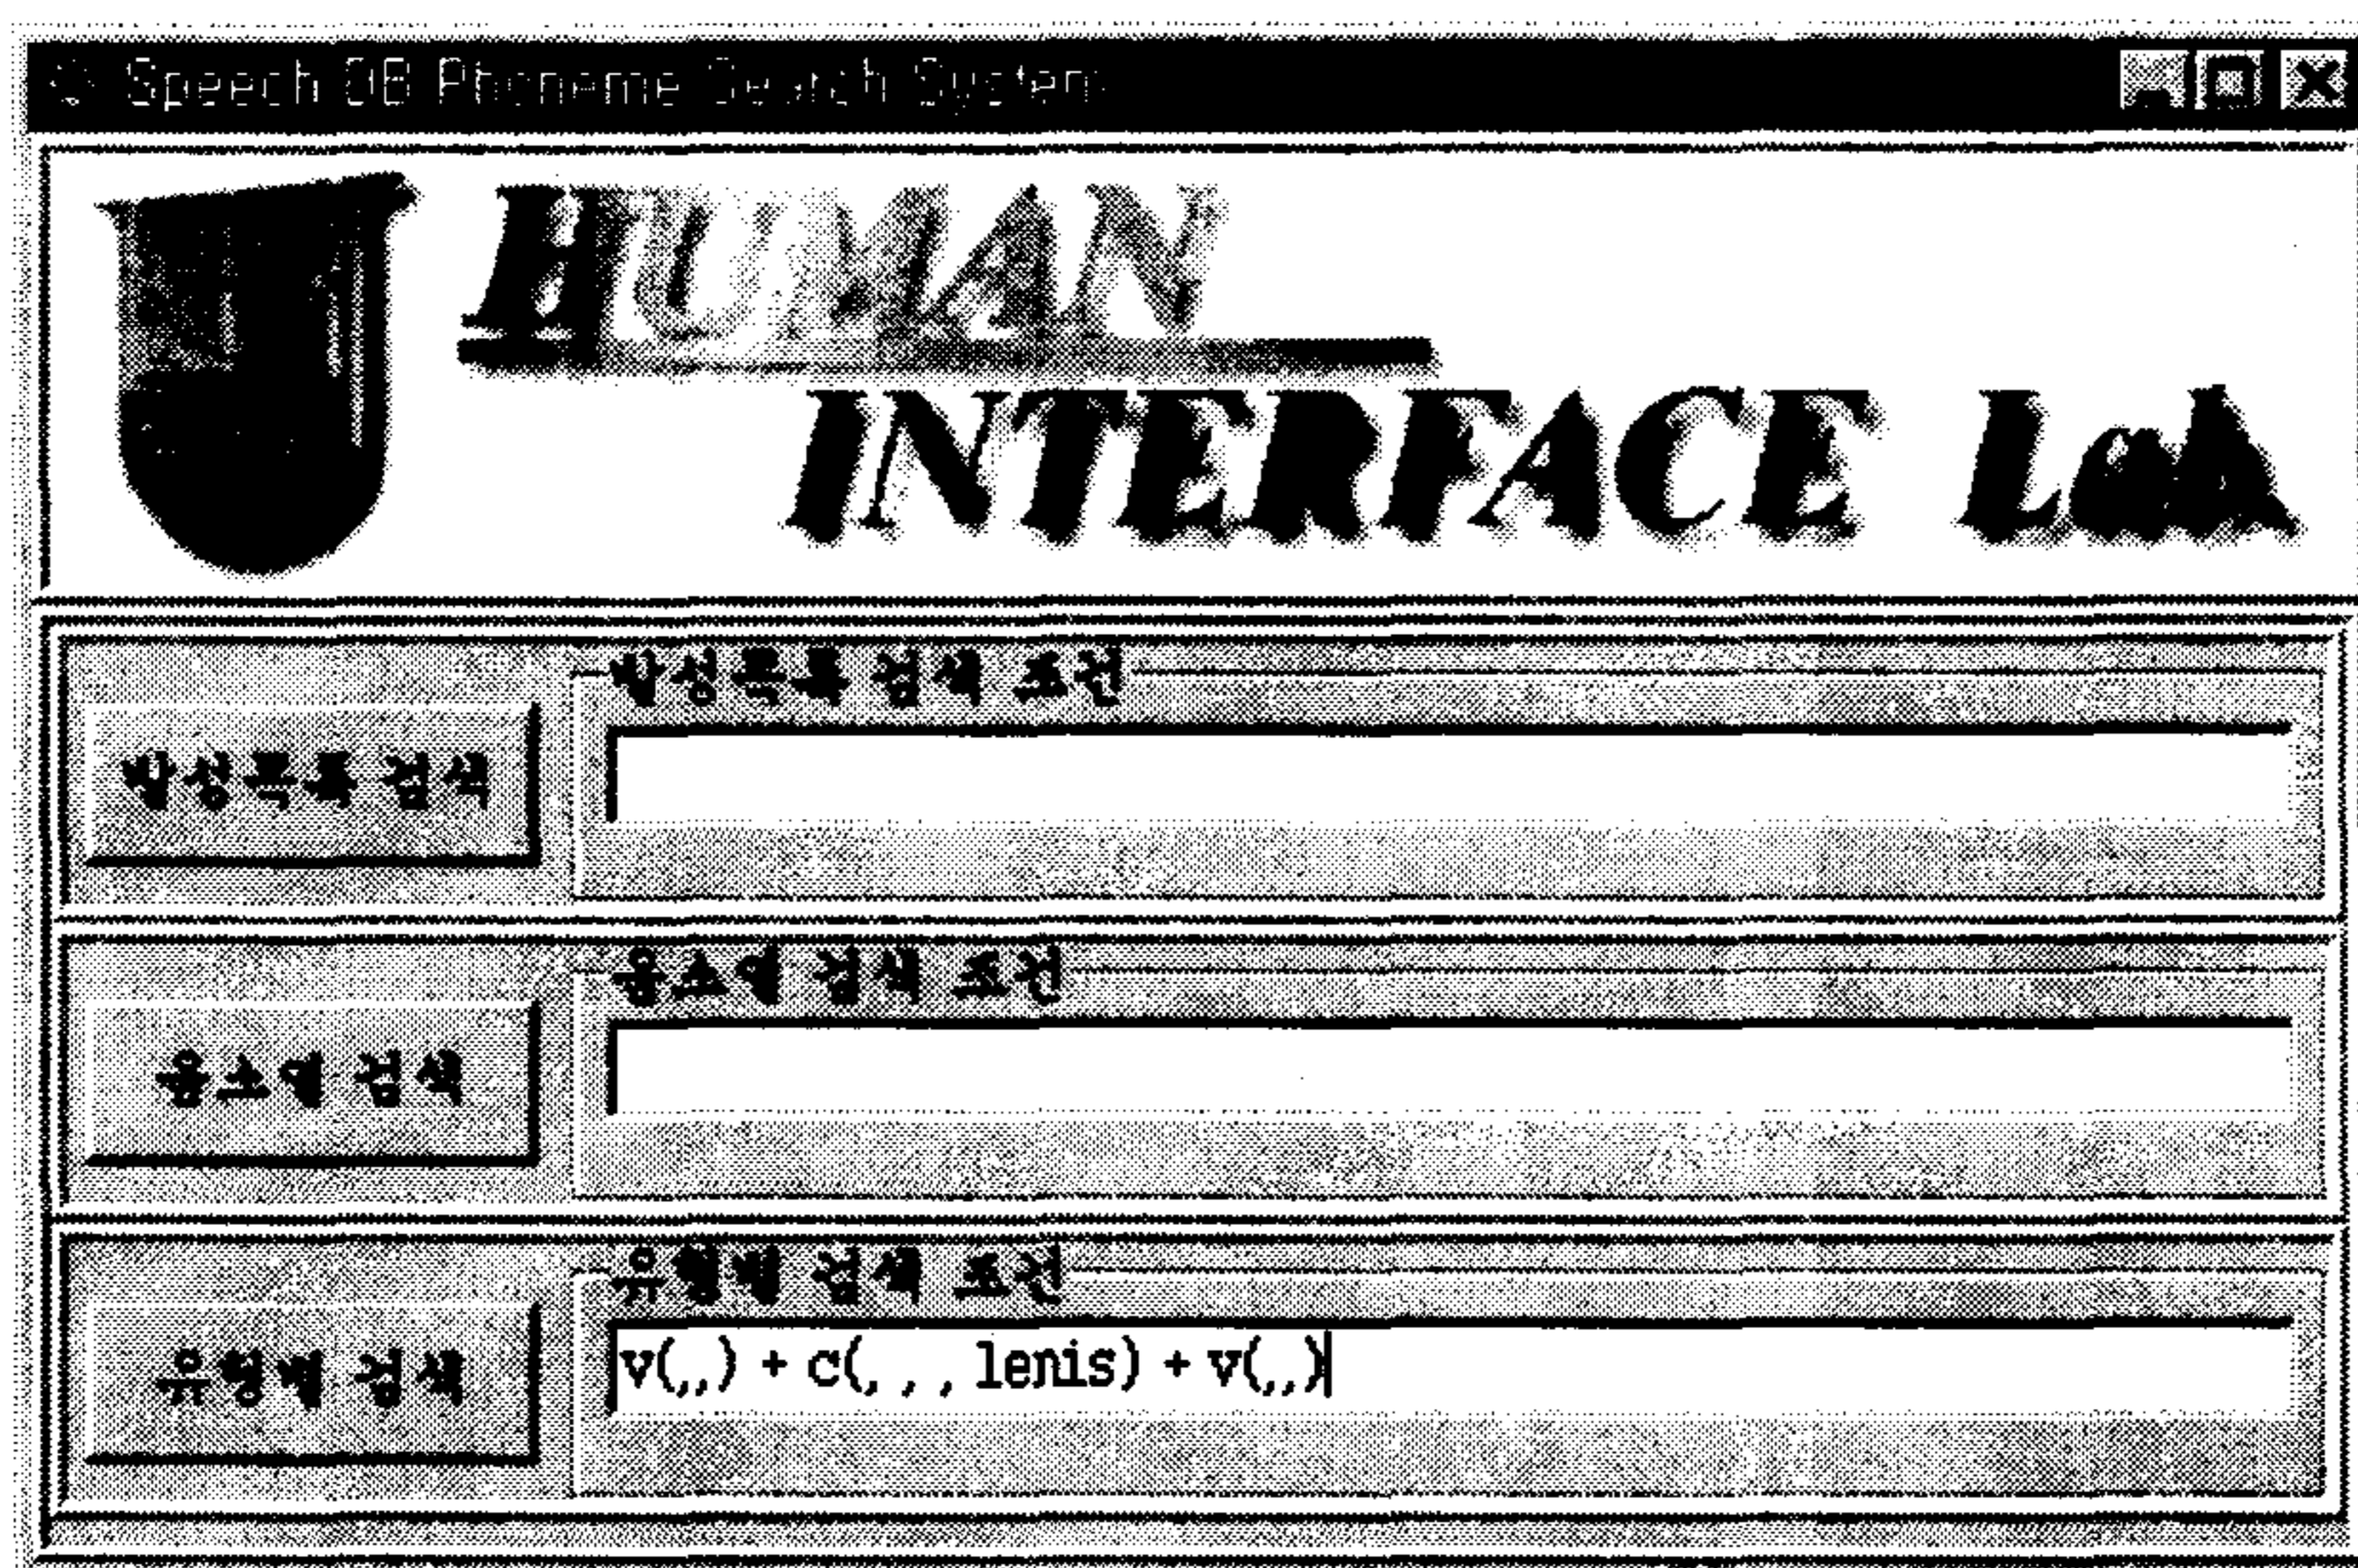 Speech DB Phoneme Search System
HUMAN
INTERFACE Lab
발성목록 검색 조건
발성목록 검색
음소열 검색 조건
음소열 검색
유형별 검색 조건
유형별 검색
v(,,) + c(, , , lenis) + v(,,)